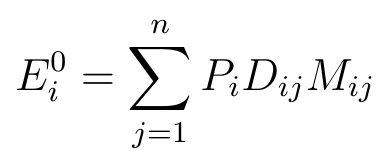 $E_i^0 = \sum_{j=1}^{n} P_i D_{ij} M_{ij}$